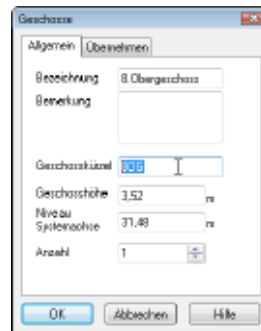 Geschosse
Allgemein Übernehmen
Bezeichnung 8.Obergeschoss
Bemerkung
Geschosskürzel
Geschosshöhe 3,52 m
Niveau
Systemachse 31,48 m
Anzahl 1
OK Abbrechen Hilfe